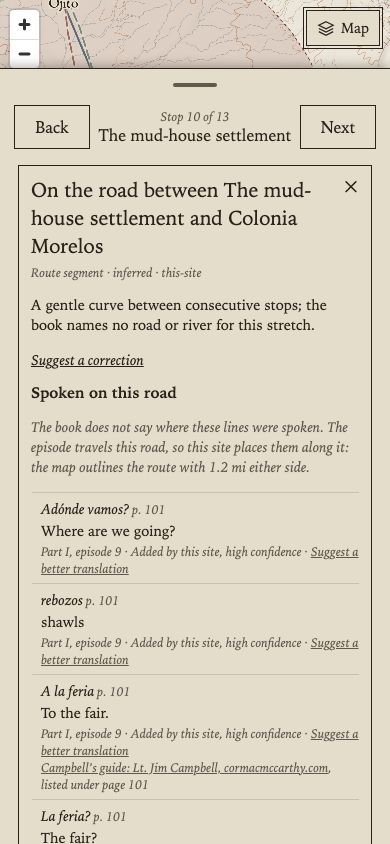 Ojito
+
Map
−
Stop 10 of 13
Back
The mud-house settlement
Next
On the road between The mud-
house settlement and Colonia
Morelos
Route segment · inferred · this-site
A gentle curve between consecutive stops; the
book names no road or river for this stretch.
Suggest a correction
Spoken on this road
The book does not say where these lines were spoken. The
episode travels this road, so this site places them along it:
the map outlines the route with 1.2 mi either side.
Adónde vamos? p. 101
Where are we going?
Part I, episode 9 · Added by this site, high confidence · Suggest a
better translation
rebozos p. 101
shawls
Part I, episode 9 · Added by this site, high confidence · Suggest a
better translation
A la feria p. 101
To the fair.
Part I, episode 9 · Added by this site, high confidence · Suggest a
better translation
Campbell's guide: Lt. Jim Campbell, cormacmccarthy.com,
listed under page 101
La feria? p. 101
The fair?